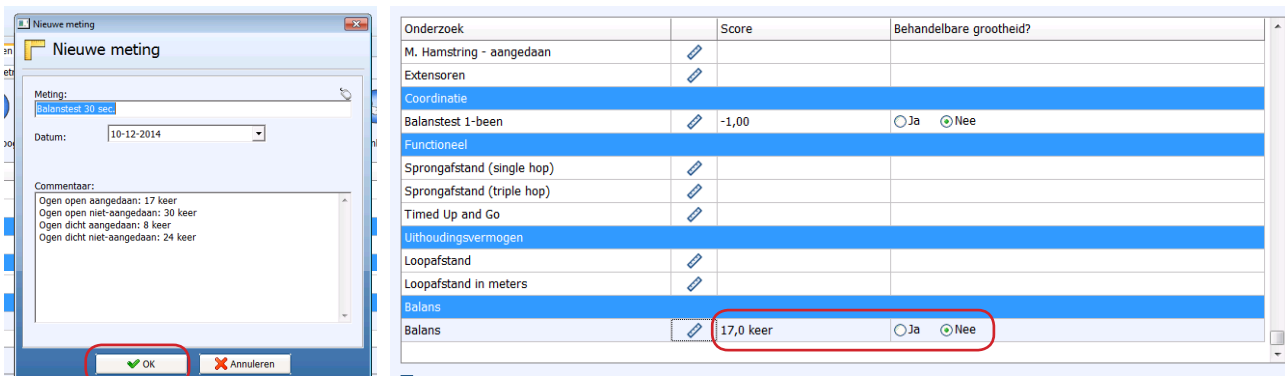 Nieuwe meting
Nieuwe meting
Meting:
Balanstest 30 sec.
Datum: 10-12-2014
Commentaar:
Ogen open aangedaan: 17 keer
Ogen open niet-aangedaan: 30 keer
Ogen dicht aangedaan: 8 keer
Ogen dicht niet-aangedaan: 24 keer
OK Annuleren
Onderzoek Score Behandelbare grootheid?
M. Hamstring - aangedaan
Extensoren
Coordinatie
Balanstest 1-been -1,00 Ja Nee
Functioneel
Sprongafstand (single hop)
Sprongafstand (triple hop)
Timed Up and Go
Uithoudingsvermogen
Loopafstand
Loopafstand in meters
Balans
Balans 17,0 keer Ja Nee